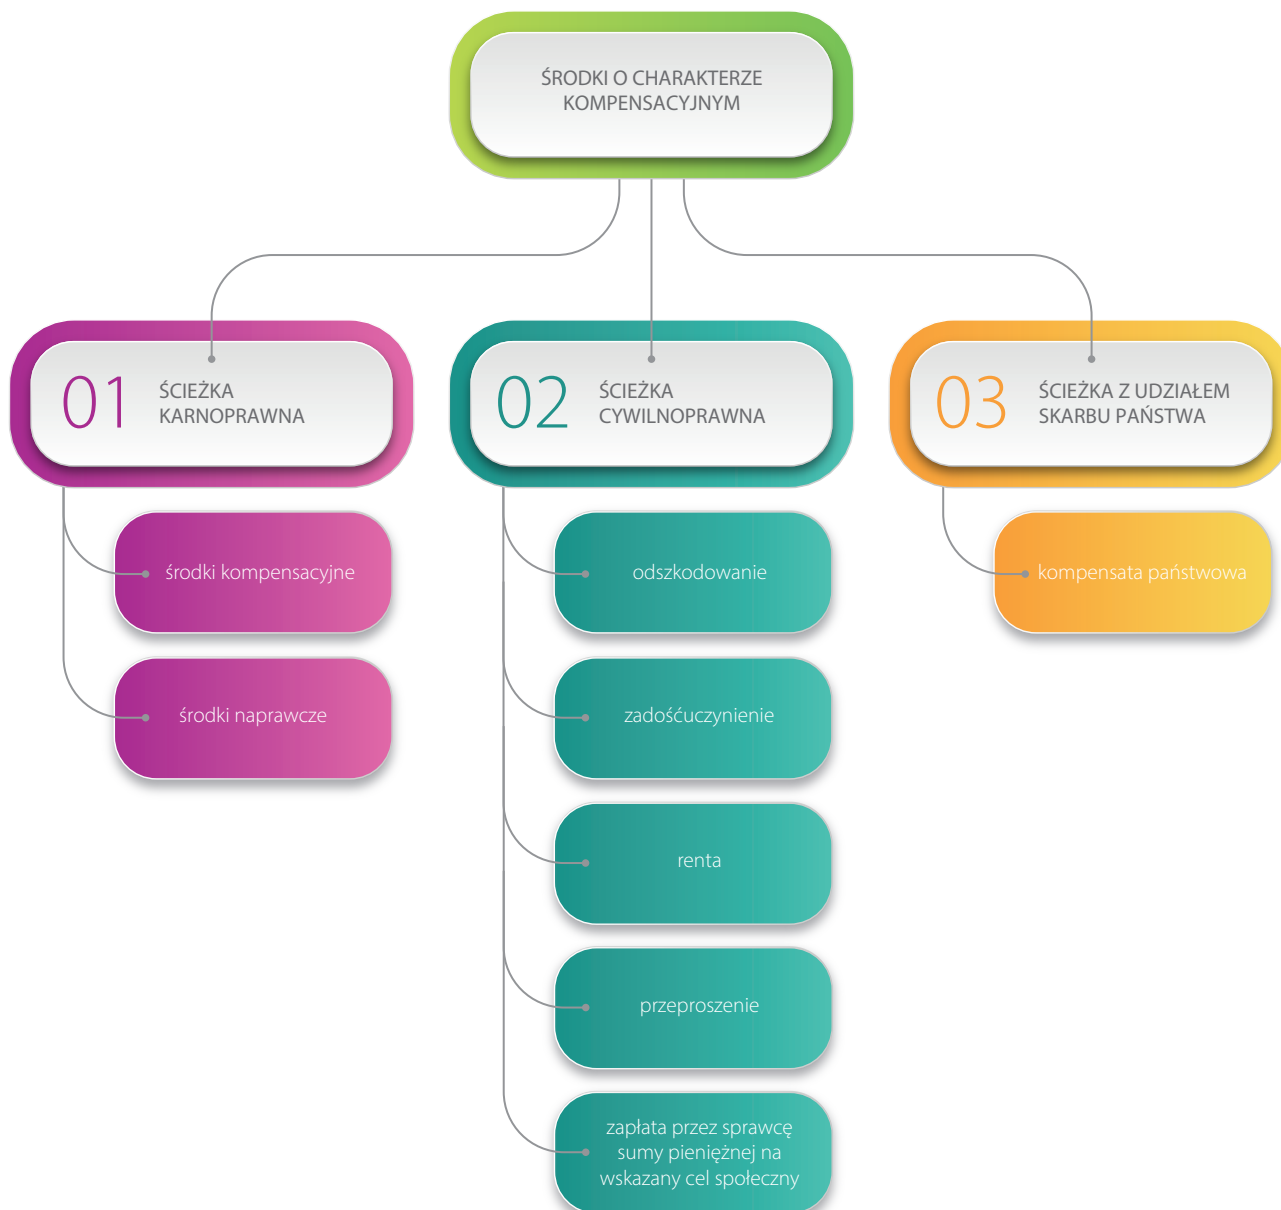 ŚRODKI O CHARAKTERZE
KOMPENSACYJNYM
01
ŚCIEŻKA
KARNOPRAWNA
środki kompensacyjne
środki naprawcze
02
ŚCIEŻKA
CYWILNOPRAWNA
odszkodowanie
zadośćuczynienie
renta
przeproszenie
zapłata przez sprawcę
sumy pieniężnej na
wskazany cel społeczny
03
ŚCIEŻKA Z UDZIAŁEM
SKARBU PAŃSTWA
kompensata państwowa